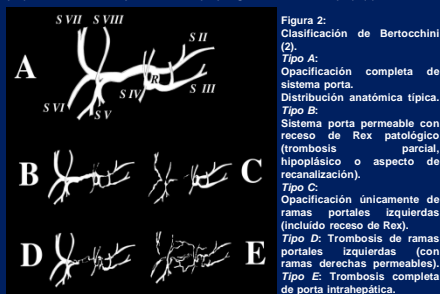 S VII S VIII
S II
A
R
S III
S IV
S VI
S V
B
C
D
E
Figura 2:
Clasificación de Bertocchini
(2).
Tipo A:
Opacificación completa de
sistema porta.
Distribución anatómica típica.
Tipo B:
Sistema porta permeable con
receso de Rex patológico
(trombosis parcial,
hipoplásico o aspecto de
recanalización).
Tipo C:
Opacificación únicamente de
ramas portales izquierdas
(incluído receso de Rex).
Tipo D: Trombosis de ramas
portales izquierdas (con
ramas derechas permeables).
Tipo E: Trombosis completa
de porta intrahepática.